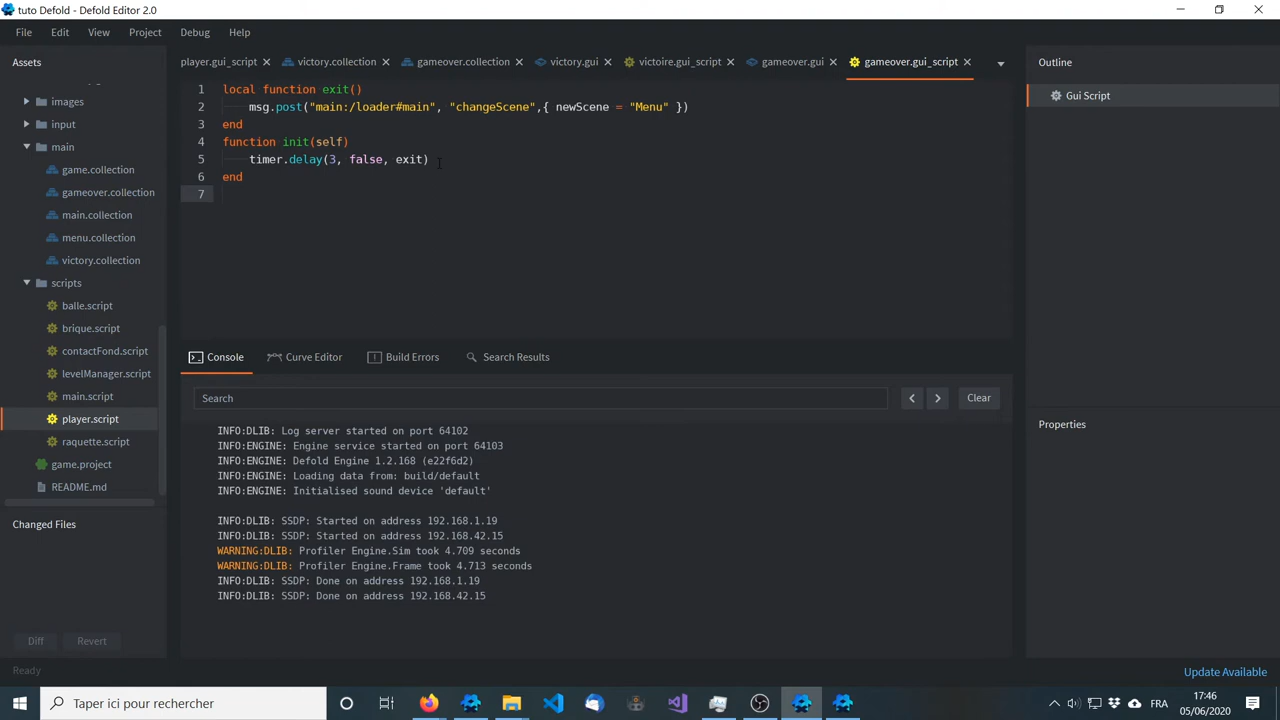 tuto Defold - Defold Editor 2.0
File Edit View Project Debug Help
Assets
images
input
main
game.collection
gameover.collection
main.collection
menu.collection
victory.collection
scripts
balle.script
brique.script
contactFond.script
levelManager.script
main.script
player.script
raquette.script
game.project
README.md
Changed Files
Diff Revert
Ready
player.gui_script victory.collection gameover.collection victory.gui victoire.gui_script gameover.gui gameover.gui_script
1 local function exit()
2 msg.post("main:/loader#main", "changeScene",{ newScene = "Menu" })
3 end
4 function init(self)
5 timer.delay(3, false, exit)
6 end
7
Console Curve Editor Build Errors Search Results
Search Clear
INFO:DLIB: Log server started on port 64102
INFO:ENGINE: Engine service started on port 64103
INFO:ENGINE: Defold Engine 1.2.168 (e22f6d2)
INFO:ENGINE: Loading data from: build/default
INFO:ENGINE: Initialised sound device 'default'
INFO:DLIB: SSDP: Started on address 192.168.1.19
INFO:DLIB: SSDP: Started on address 192.168.42.15
WARNING:DLIB: Profiler Engine.Sim took 4.709 seconds
WARNING:DLIB: Profiler Engine.Frame took 4.713 seconds
INFO:DLIB: SSDP: Done on address 192.168.1.19
INFO:DLIB: SSDP: Done on address 192.168.42.15
Outline
Gui Script
Properties
Update Available
Taper ici pour rechercher
FRA
17:46
05/06/2020